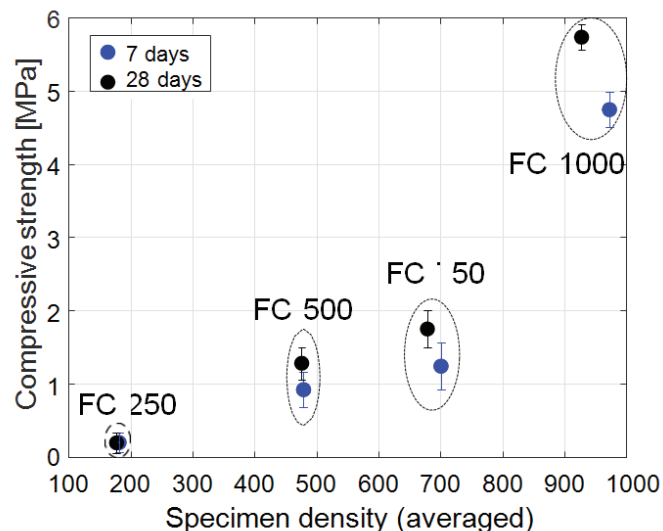 6
7 days
28 days
5
4
FC 1000
3
FC 50
2
FC 500
1
FC 250
0
100 200 300 400 500 600 700 800 900 1000
Compressive strength [MPa]
Specimen density (averaged)